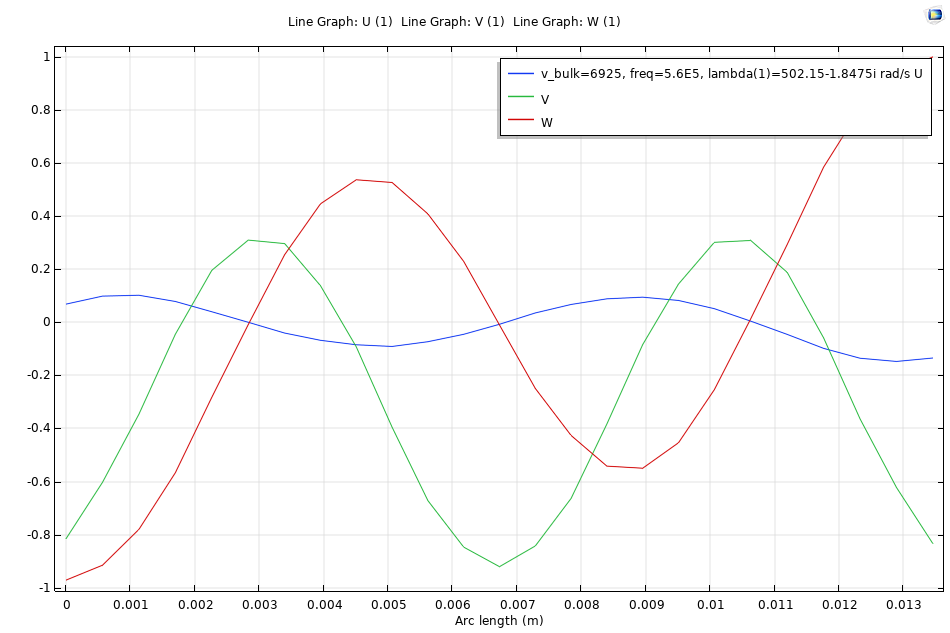 Line Graph: U (1) Line Graph: V (1) Line Graph: W (1)
v_bulk=6925, freq=5.6E5, lambda(1)=502.15-1.8475i rad/s U
V
W
1
0.8
0.6
0.4
0.2
0
-0.2
-0.4
-0.6
-0.8
-1
0 0.001 0.002 0.003 0.004 0.005 0.006 0.007 0.008 0.009 0.01 0.011 0.012 0.013
Arc length (m)